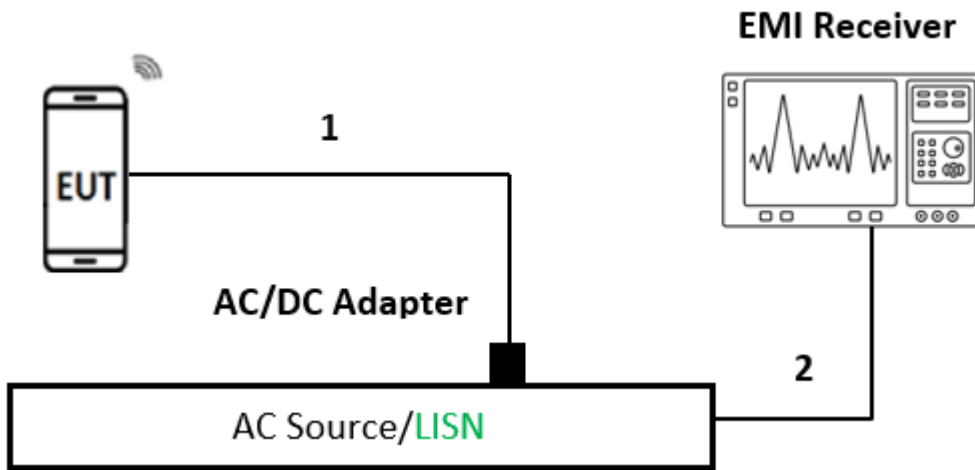 EMI Receiver
1
EUT
AC/DC Adapter
2
AC Source/LISN